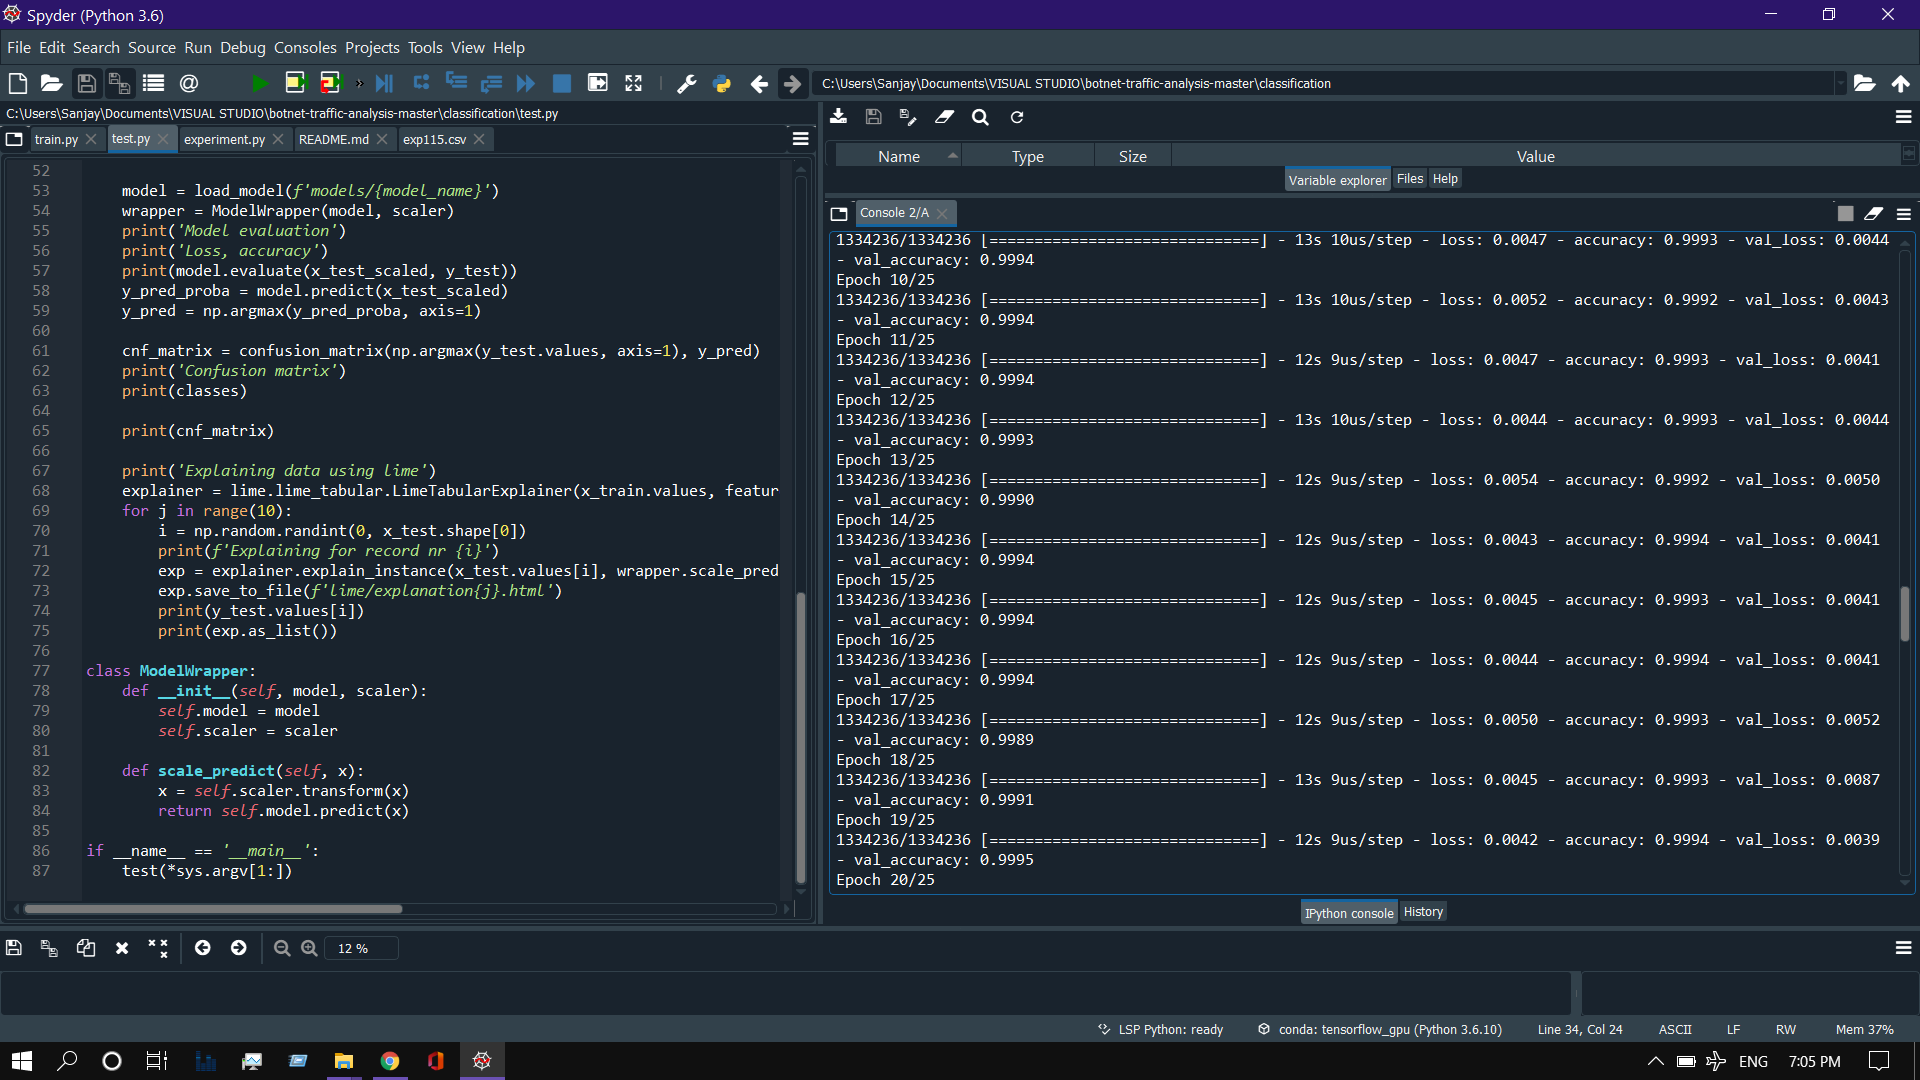 Spyder (Python 3.6)
File Edit Search Source Run Debug Consoles Projects Tools View Help
C:\Users\Sanjay\Documents\VISUAL STUDIO\botnet-traffic-analysis-master\classification
C:\Users\Sanjay\Documents\VISUAL STUDIO\botnet-traffic-analysis-master\classification\test.py
train.py test.py experiment.py README.md exp115.csv
52
53 model = load_model(f'models/{model_name}')
54 wrapper = ModelWrapper(model, scaler)
55 print('Model evaluation')
56 print('Loss, accuracy')
57 print(model.evaluate(x_test_scaled, y_test))
58 y_pred_proba = model.predict(x_test_scaled)
59 y_pred = np.argmax(y_pred_proba, axis=1)
60
61 cnf_matrix = confusion_matrix(np.argmax(y_test.values, axis=1), y_pred)
62 print('Confusion matrix')
63 print(classes)
64
65 print(cnf_matrix)
66
67 print('Explaining data using lime')
68 explainer = lime.lime_tabular.LimeTabularExplainer(x_train.values, featur
69 for j in range(10):
70 i = np.random.randint(0, x_test.shape[0])
71 print(f'Explaining for record nr {i}')
72 exp = explainer.explain_instance(x_test.values[i], wrapper.scale_pred
73 exp.save_to_file(f'lime/explanation{j}.html')
74 print(y_test.values[i])
75 print(exp.as_list())
76
77 class ModelWrapper:
78 def __init__(self, model, scaler):
79 self.model = model
80 self.scaler = scaler
81
82 def scale_predict(self, x):
83 x = self.scaler.transform(x)
84 return self.model.predict(x)
85
86 if __name__ == '__main__':
87 test(*sys.argv[1:])
12 %
Name Type Size Value
Variable explorer Files Help
Console 2/A
1334236/1334236 [==============================] - 13s 10us/step - loss: 0.0047 - accuracy: 0.9993 - val_loss: 0.0044
- val_accuracy: 0.9994
Epoch 10/25
1334236/1334236 [==============================] - 13s 10us/step - loss: 0.0052 - accuracy: 0.9992 - val_loss: 0.0043
- val_accuracy: 0.9994
Epoch 11/25
1334236/1334236 [==============================] - 12s 9us/step - loss: 0.0047 - accuracy: 0.9993 - val_loss: 0.0041
- val_accuracy: 0.9994
Epoch 12/25
1334236/1334236 [==============================] - 13s 10us/step - loss: 0.0044 - accuracy: 0.9993 - val_loss: 0.0044
- val_accuracy: 0.9993
Epoch 13/25
1334236/1334236 [==============================] - 12s 9us/step - loss: 0.0054 - accuracy: 0.9992 - val_loss: 0.0050
- val_accuracy: 0.9990
Epoch 14/25
1334236/1334236 [==============================] - 12s 9us/step - loss: 0.0043 - accuracy: 0.9994 - val_loss: 0.0041
- val_accuracy: 0.9994
Epoch 15/25
1334236/1334236 [==============================] - 12s 9us/step - loss: 0.0045 - accuracy: 0.9993 - val_loss: 0.0041
- val_accuracy: 0.9994
Epoch 16/25
1334236/1334236 [==============================] - 12s 9us/step - loss: 0.0044 - accuracy: 0.9994 - val_loss: 0.0041
- val_accuracy: 0.9994
Epoch 17/25
1334236/1334236 [==============================] - 12s 9us/step - loss: 0.0050 - accuracy: 0.9993 - val_loss: 0.0052
- val_accuracy: 0.9989
Epoch 18/25
1334236/1334236 [==============================] - 13s 9us/step - loss: 0.0045 - accuracy: 0.9993 - val_loss: 0.0087
- val_accuracy: 0.9991
Epoch 19/25
1334236/1334236 [==============================] - 12s 9us/step - loss: 0.0042 - accuracy: 0.9994 - val_loss: 0.0039
- val_accuracy: 0.9995
Epoch 20/25
IPython console History
LSP Python: ready conda: tensorflow_gpu (Python 3.6.10) Line 34, Col 24 ASCII LF RW Mem 37%
ENG 7:05 PM